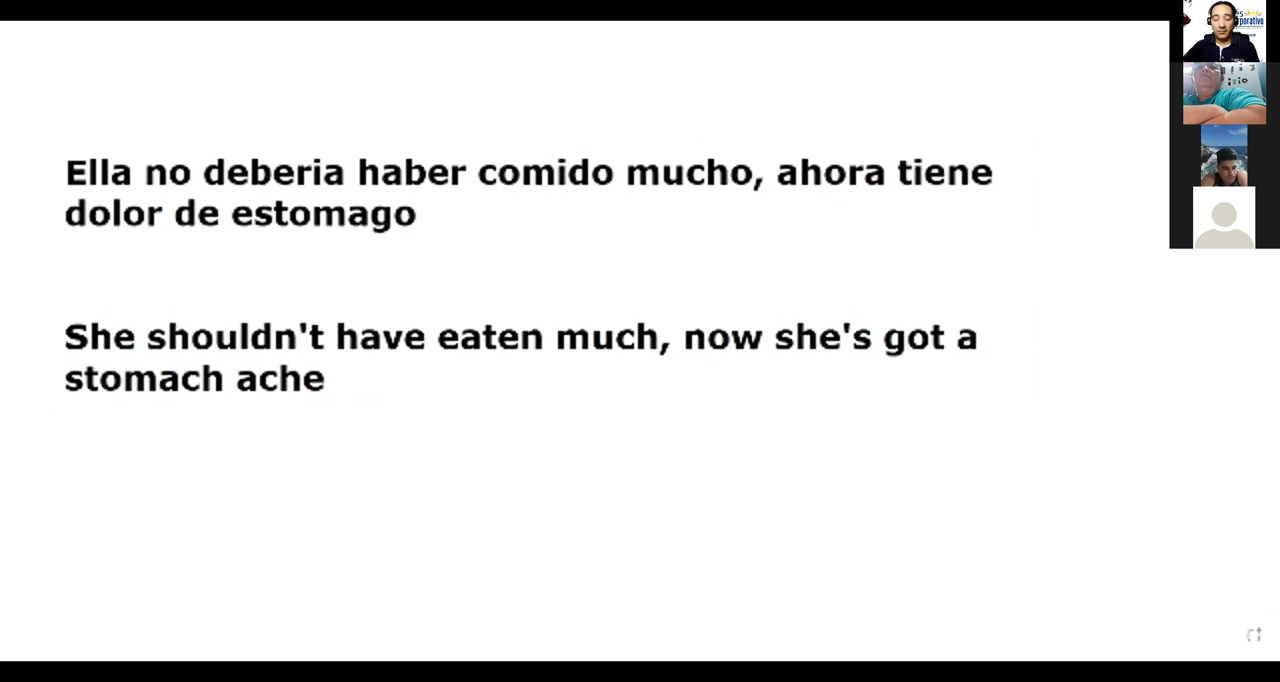 Ella no deberia haber comido mucho, ahora tiene
dolor de estomago
She shouldn't have eaten much, now she's got a
stomach ache